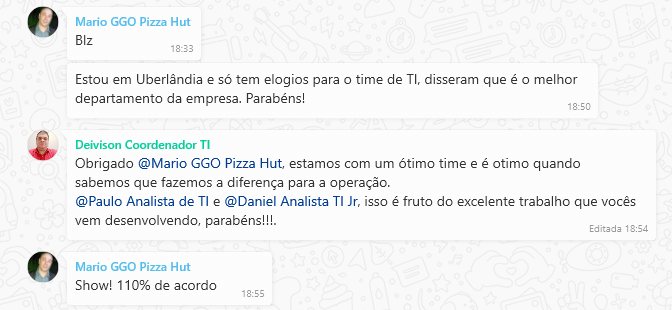 Mario GGO Pizza Hut
Blz
18:33
Estou em Uberlândia e só tem elogios para o time de TI, disseram que é o melhor
departamento da empresa. Parabéns!
18:50
Deivison Coordenador TI
Obrigado @Mario GGO Pizza Hut, estamos com um ótimo time e é otimo quando
sabemos que fazemos a diferença para a operação.
@Paulo Analista de TI e @Daniel Analista TI Jr, isso é fruto do excelente trabalho que vocês
vem desenvolvendo, parabéns!!!.
Editada 18:54
Mario GGO Pizza Hut
Show! 110% de acordo
18:55